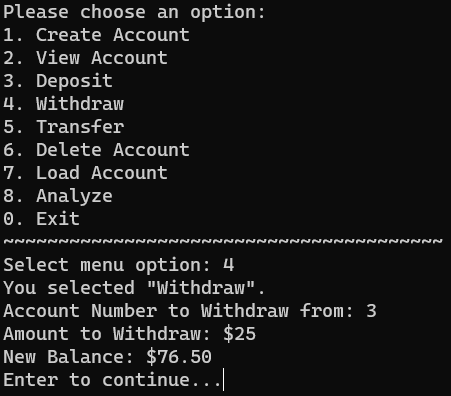 Please choose an option:
1. Create Account
2. View Account
3. Deposit
4. Withdraw
5. Transfer
6. Delete Account
7. Load Account
8. Analyze
0. Exit
~~~~~~~~~~~~~~~~~~~~~~~~~~~~~~~~~~~~~~~~
Select menu option: 4
You selected "Withdraw".
Account Number to Withdraw from: 3
Amount to Withdraw: $25
New Balance: $76.50
Enter to continue...